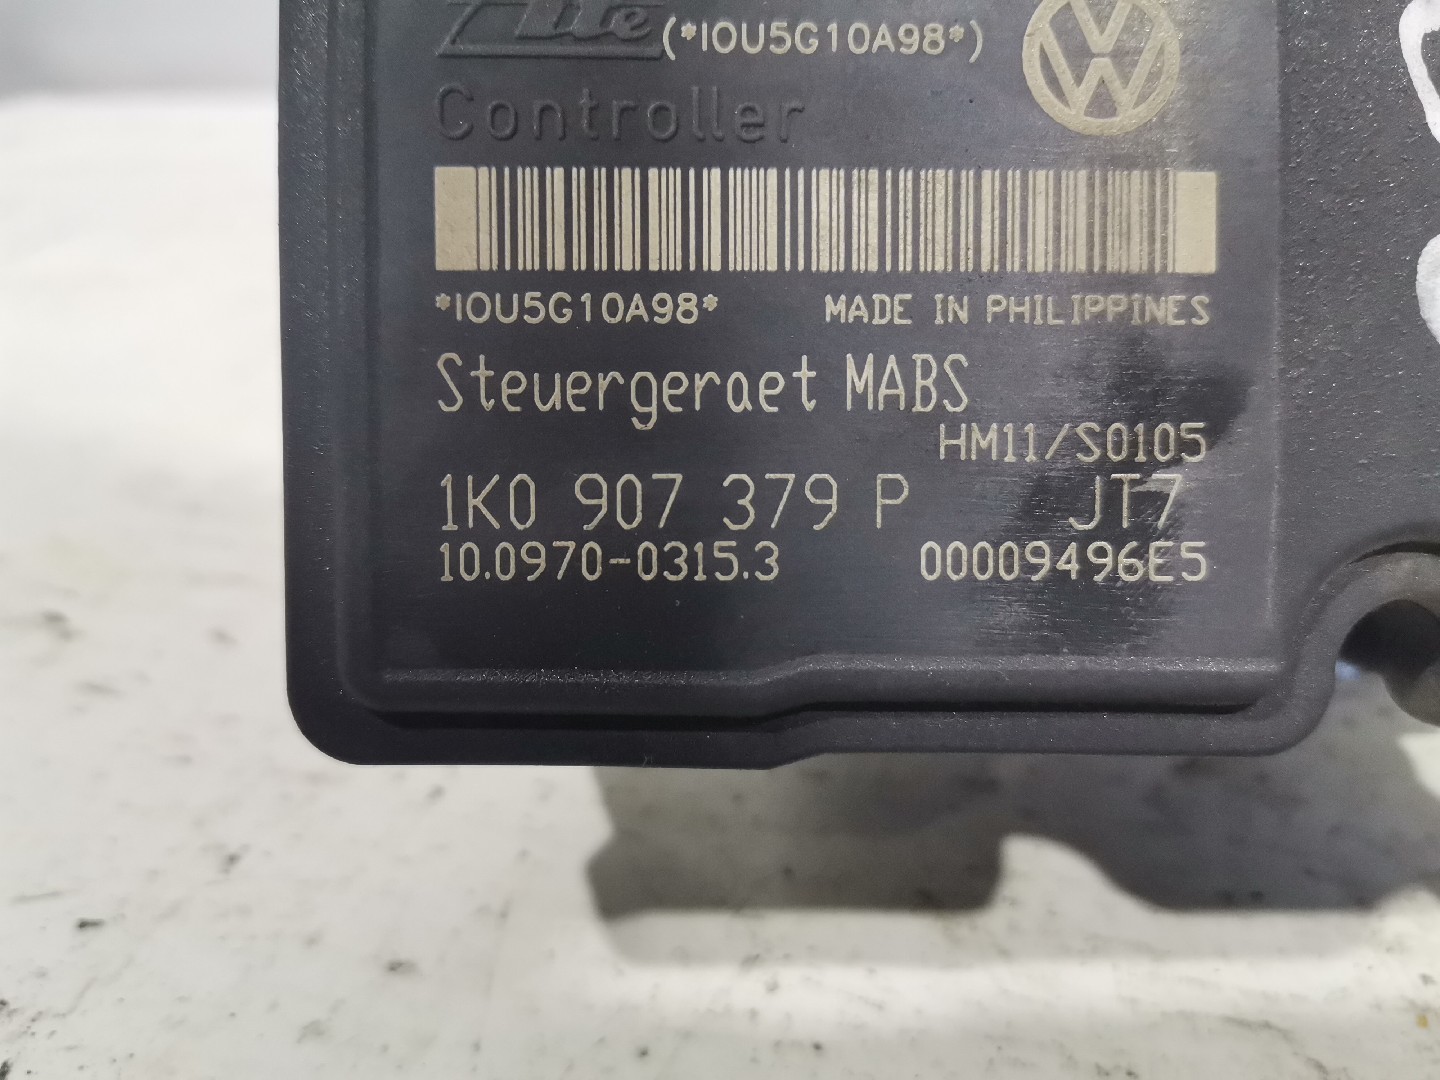 Ate (*IOU5G10A98*)
Controller
*IOU5G10A98* MADE IN PHILIPPINES
Steuergeraet MABS
HM11/S0105
1K0 907 379 P JT7
10.0970-0315.3 00009496E5